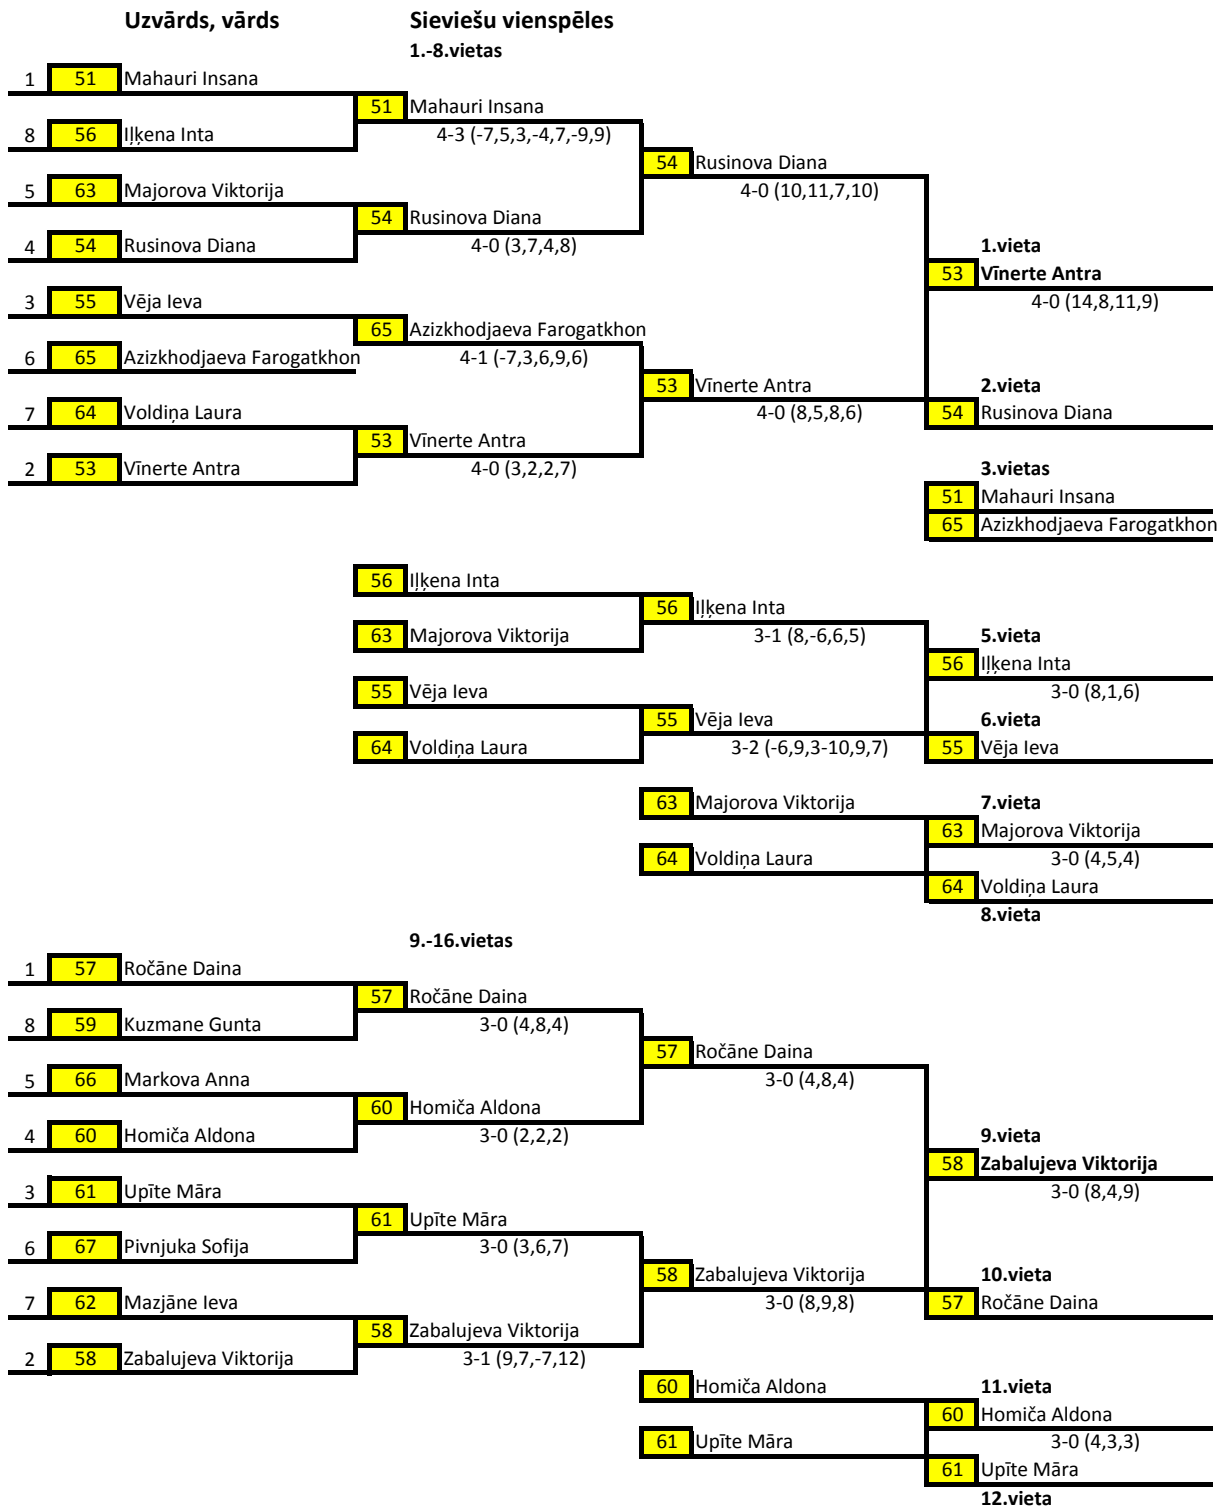 Uzvārds, vārds Sieviešu vienspēles
1.-8.vietas
1 51 Mahauri Insana
51 Mahauri Insana
8 56 Iļķena Inta 4-3 (-7,5,3,-4,7,-9,9)
54 Rusinova Diana
5 63 Majorova Viktorija 4-0 (10,11,7,10)
54 Rusinova Diana
4 54 Rusinova Diana 4-0 (3,7,4,8) 1.vieta
53 Vīnerte Antra
3 55 Vēja Ieva 4-0 (14,8,11,9)
65 Azizkhodjaeva Farogatkhon
6 65 Azizkhodjaeva Farogatkhon 4-1 (-7,3,6,9,6)
53 Vīnerte Antra 2.vieta
7 64 Voldiņa Laura 4-0 (8,5,8,6) 54 Rusinova Diana
53 Vīnerte Antra
2 53 Vīnerte Antra 4-0 (3,2,2,7) 3.vietas
51 Mahauri Insana
65 Azizkhodjaeva Farogatkhon
56 Iļķena Inta
56 Iļķena Inta
63 Majorova Viktorija 3-1 (8,-6,6,5) 5.vieta
56 Iļķena Inta
55 Vēja Ieva 3-0 (8,1,6)
55 Vēja Ieva 6.vieta
64 Voldiņa Laura 3-2 (-6,9,3-10,9,7) 55 Vēja Ieva
63 Majorova Viktorija 7.vieta
63 Majorova Viktorija
64 Voldiņa Laura 3-0 (4,5,4)
64 Voldiņa Laura
8.vieta
9.-16.vietas
1 57 Ročāne Daina
57 Ročāne Daina
8 59 Kuzmane Gunta 3-0 (4,8,4)
57 Ročāne Daina
5 66 Markova Anna 3-0 (4,8,4)
60 Homiča Aldona
4 60 Homiča Aldona 3-0 (2,2,2) 9.vieta
58 Zabalujeva Viktorija
3 61 Upīte Māra 3-0 (8,4,9)
61 Upīte Māra
6 67 Pivnjuka Sofija 3-0 (3,6,7)
58 Zabalujeva Viktorija 10.vieta
7 62 Mazjāne Ieva 3-0 (8,9,8) 57 Ročāne Daina
58 Zabalujeva Viktorija
2 58 Zabalujeva Viktorija 3-1 (9,7,-7,12)
60 Homiča Aldona 11.vieta
60 Homiča Aldona
61 Upīte Māra 3-0 (4,3,3)
61 Upīte Māra
12.vieta